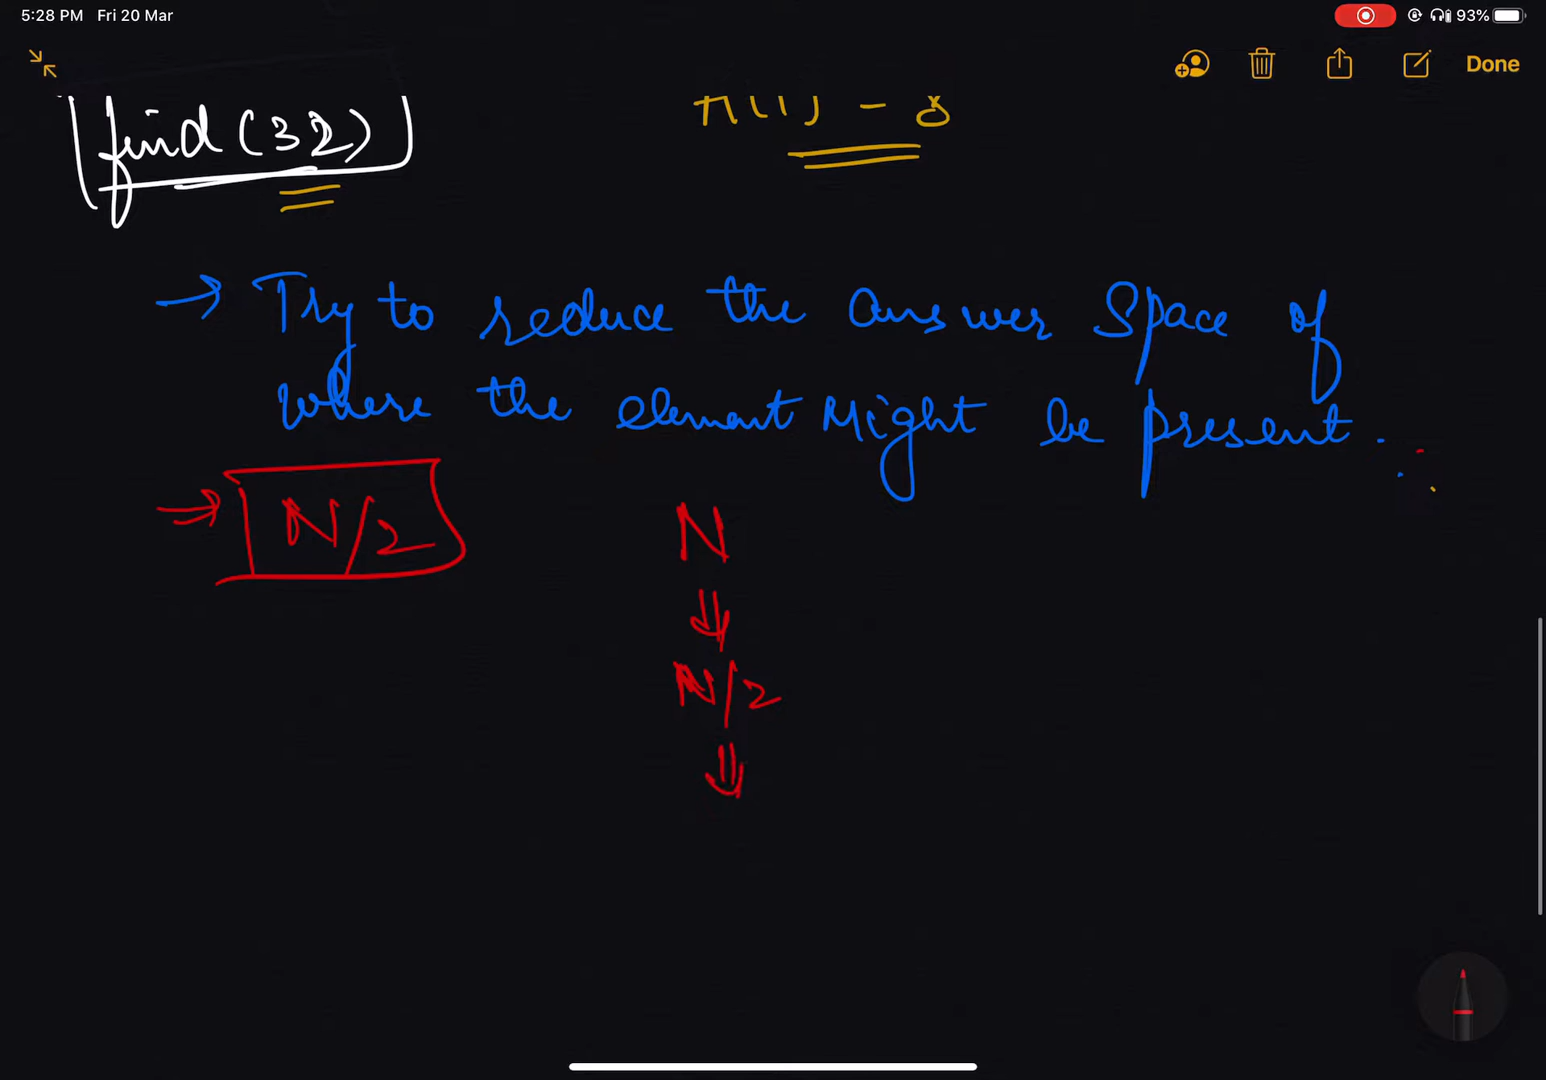 5:28 PM Fri 20 Mar 93%
Done
find(32)
→ Try to reduce the answer space of
where the element might be present.
⇒ N/2 N
⇓
N/2
⇓